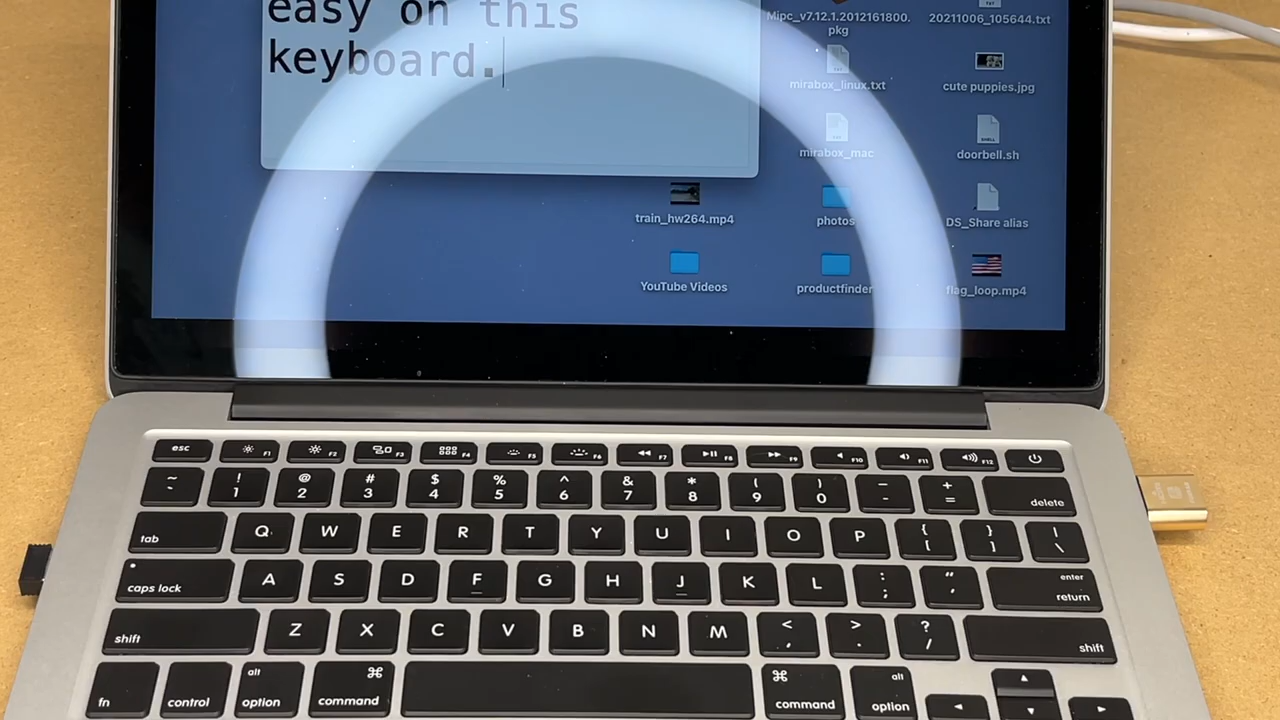 easy on this
keyboard.
Mipc_v7.12.1.2012161800.
pkg
20211006_105644.txt
mirabox_linux.txt
cute puppies.jpg
mirabox_mac
doorbell.sh
train_hw264.mp4
photos
DS_Share alias
YouTube Videos
productfinder
flag_loop.mp4
esc F1 F2 F3 F4 F5 F6 F7 F8 F9 F10 F11 F12
~ ! @ # $ % ^ & * ( ) - +
` 1 2 3 4 5 6 7 8 9 0 - = delete
tab Q W E R T Y U I O P { [ } ] | \
caps lock A S D F G H J K L : ; " , enter return
shift Z X C V B N M < , > . ? / shift
fn control alt option ⌘ command ⌘ command alt option